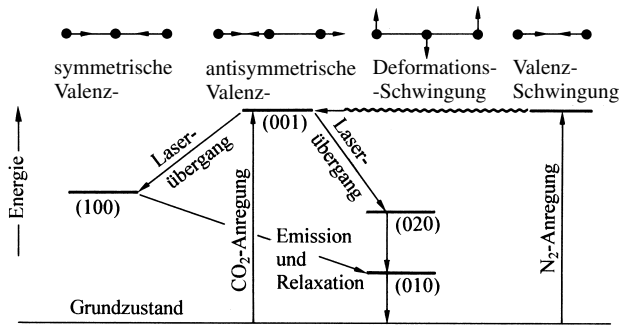 symmetrische
Valenz-
antisymmetrische
Valenz-
Deformations-
-Schwingung
Valenz-
Schwingung
(001)
Laser-
übergang
Laser-
übergang
Energie
(100)
(020)
CO₂-Anregung
Emission
und
Relaxation
(010)
N₂-Anregung
Grundzustand